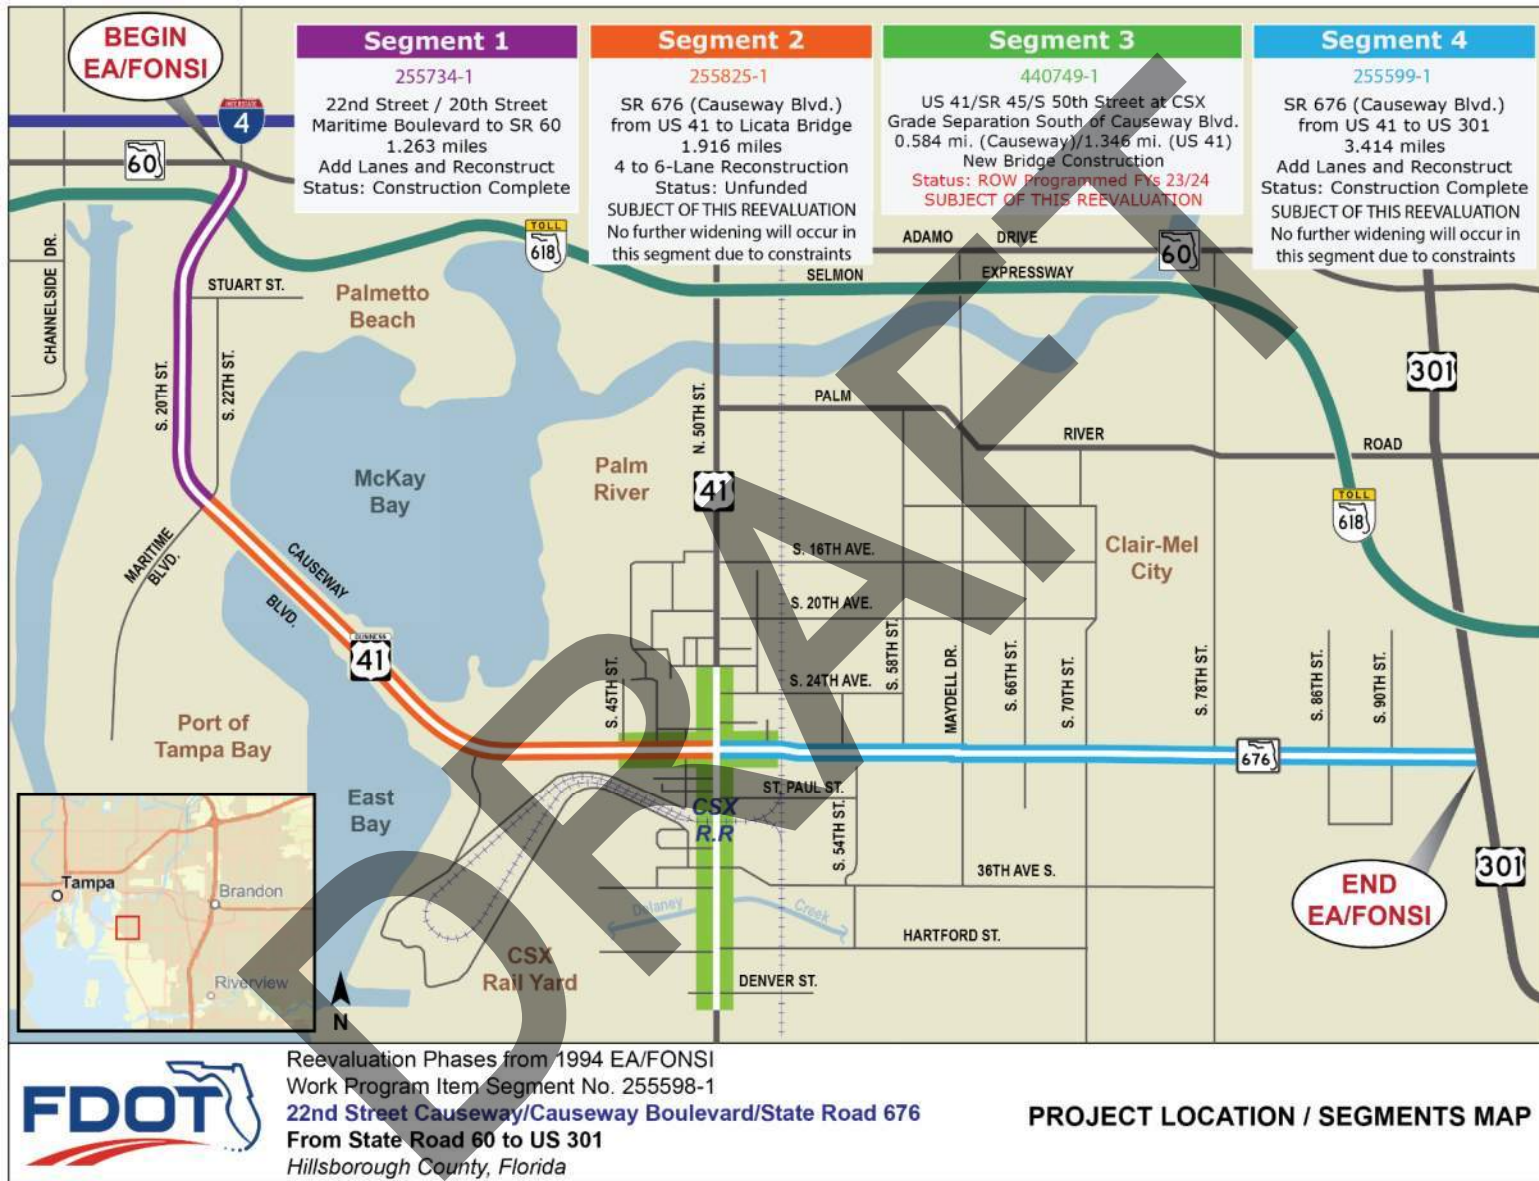 BEGIN
EA/FONSI
Segment 1
255734-1
22nd Street / 20th Street
Maritime Boulevard to SR 60
1.263 miles
Add Lanes and Reconstruct
Status: Construction Complete
Segment 2
255825-1
SR 676 (Causeway Blvd.)
from US 41 to Licata Bridge
1.916 miles
4 to 6-Lane Reconstruction
Status: Unfunded
SUBJECT OF THIS REEVALUATION
No further widening will occur in
this segment due to constraints
Segment 3
440749-1
US 41/SR 45/S 50th Street at CSX
Grade Separation South of Causeway Blvd.
0.584 mi. (Causeway)/1.346 mi. (US 41)
New Bridge Construction
Status: ROW Programmed FYs 23/24
SUBJECT OF THIS REEVALUATION
Segment 4
255599-1
SR 676 (Causeway Blvd.)
from US 41 to US 301
3.414 miles
Add Lanes and Reconstruct
Status: Construction Complete
SUBJECT OF THIS REEVALUATION
No further widening will occur in
this segment due to constraints
INTERSTATE
4
60
TOLL
618
ADAMO DRIVE
60
SELMON EXPRESSWAY
CHANNELSIDE DR.
STUART ST.
Palmetto
Beach
S. 20TH ST.
S. 22TH ST.
N. 50TH ST.
301
PALM RIVER ROAD
McKay
Bay
Palm
River
41
TOLL
618
MARITIME
BLVD.
CAUSEWAY
BLVD.
S. 16TH AVE.
Clair-Mel
City
S. 20TH AVE.
BUSINESS
41
S. 45TH ST.
S. 24TH AVE.
S. 58TH ST.
MAYDELL DR.
S. 66TH ST.
S. 70TH ST.
S. 78TH ST.
S. 86TH ST.
S. 90TH ST.
Port of
Tampa Bay
676
East
Bay
ST. PAUL ST.
CSX
R.R
S. 54TH ST.
36TH AVE S.
301
END
EA/FONSI
Tampa
Brandon
Riverview
Delaney Creek
HARTFORD ST.
CSX
Rail Yard
DENVER ST.
N
DRAFT
FDOT
Reevaluation Phases from 1994 EA/FONSI
Work Program Item Segment No. 255598-1
22nd Street Causeway/Causeway Boulevard/State Road 676
From State Road 60 to US 301
Hillsborough County, Florida
PROJECT LOCATION / SEGMENTS MAP